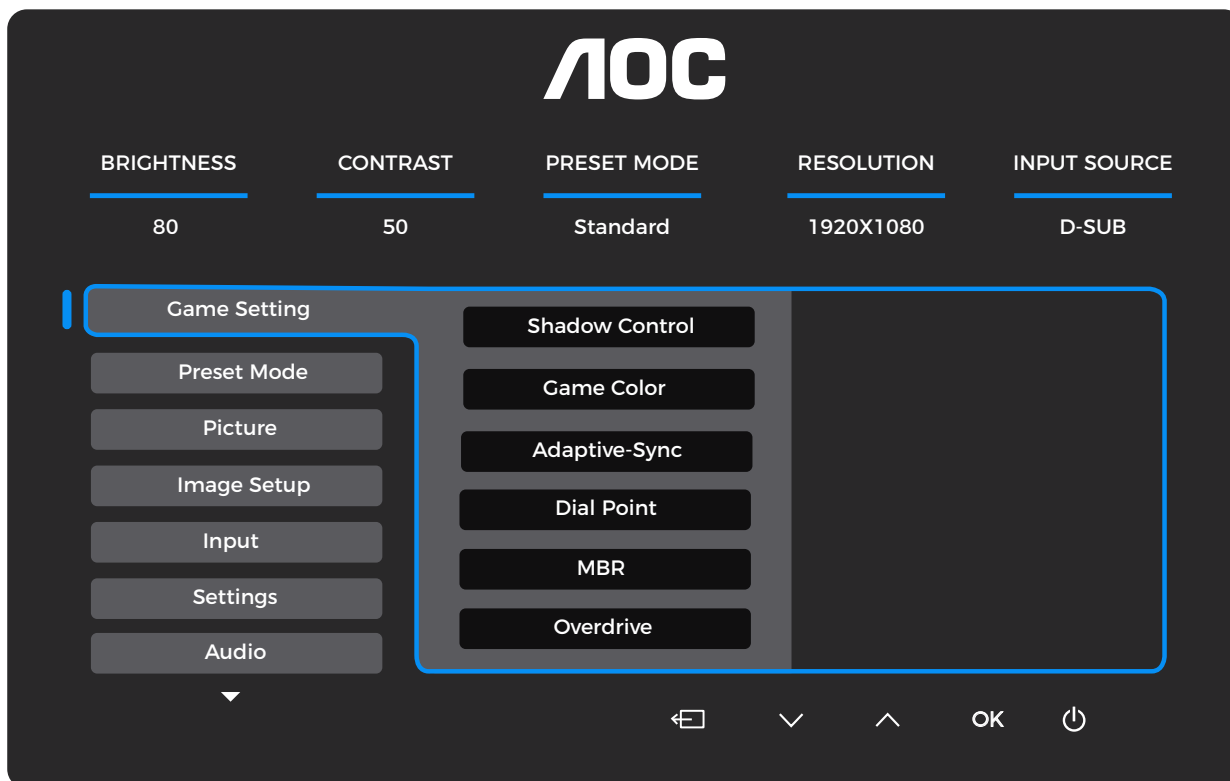 AOC
BRIGHTNESS CONTRAST PRESET MODE RESOLUTION INPUT SOURCE
80 50 Standard 1920X1080 D-SUB
Game Setting
Preset Mode
Picture
Image Setup
Input
Settings
Audio
Shadow Control
Game Color
Adaptive-Sync
Dial Point
MBR
Overdrive
OK